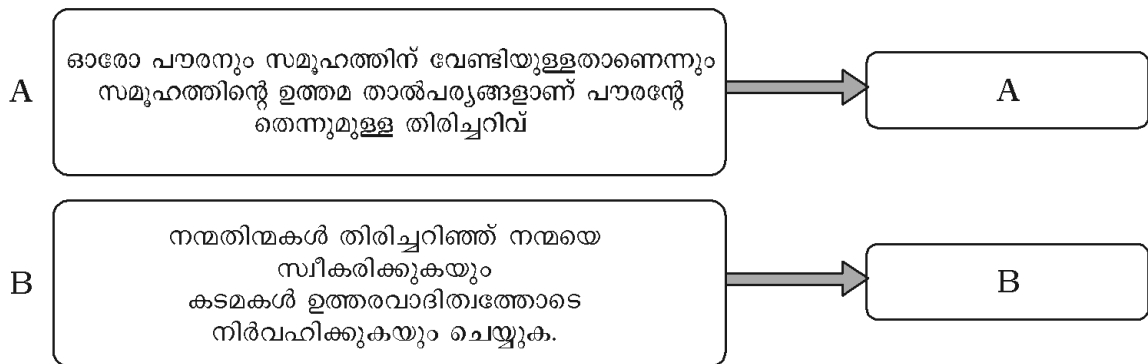 A
ഓരോ പൗരനും സമൂഹത്തിന് വേണ്ടിയുള്ളതാണെന്നും
സമൂഹത്തിന്റെ ഉത്തമ താൽപര്യങ്ങളാണ് പൗരന്റേ
തെന്നുമുള്ള തിരിച്ചറിവ്
A
B
നന്മതിന്മകൾ തിരിച്ചറിഞ്ഞ് നന്മയെ
സ്വീകരിക്കുകയും
കടമകൾ ഉത്തരവാദിത്വത്തോടെ
നിർവഹിക്കുകയും ചെയ്യുക.
B